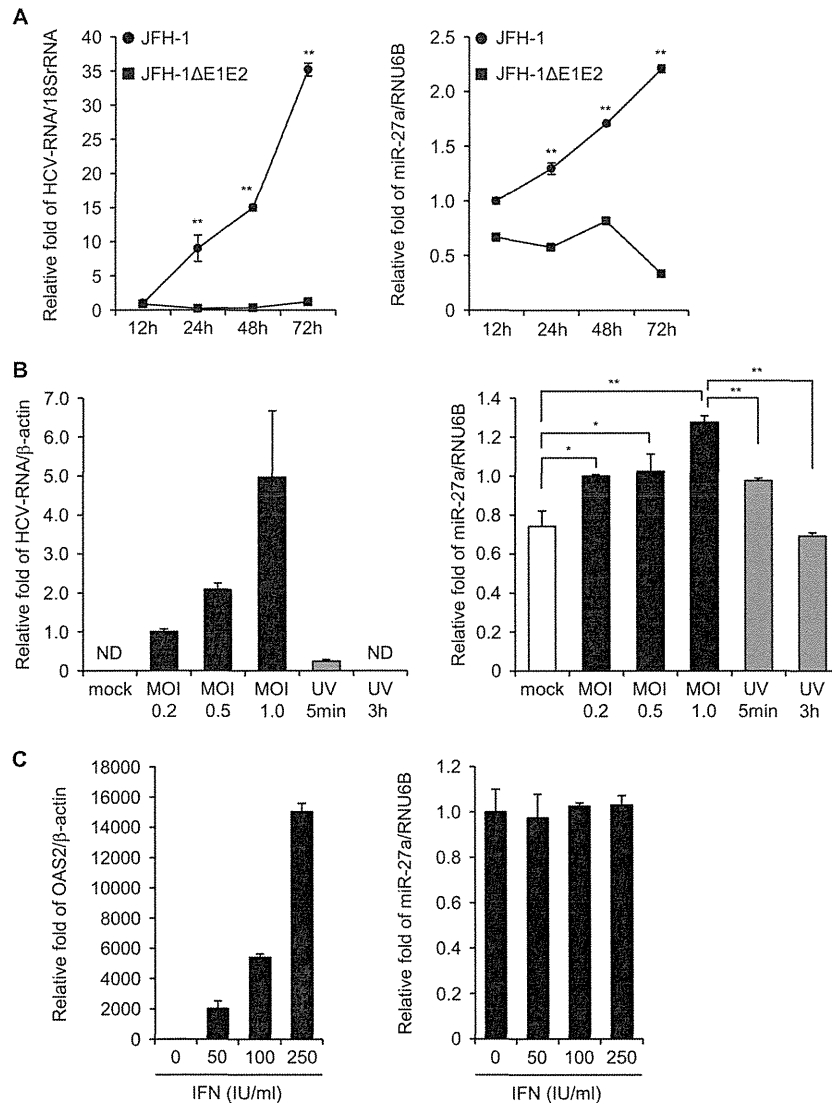 A
Relative fold of HCV-RNA/18SrRNA
40
35
30
25
20
15
10
5
0
JFH-1
JFH-1ΔE1E2
**
**
**
12h 24h 48h 72h
Relative fold of miR-27a/RNU6B
2.5
2.0
1.5
1.0
0.5
0
JFH-1
JFH-1ΔE1E2
**
**
**
12h 24h 48h 72h
B
Relative fold of HCV-RNA/β-actin
7.0
6.0
5.0
4.0
3.0
2.0
1.0
0
ND
ND
mock MOI MOI MOI UV UV
0.2 0.5 1.0 5min 3h
Relative fold of miR-27a/RNU6B
1.4
1.2
1.0
0.8
0.6
0.4
0.2
0
**
**
**
*
*
mock MOI MOI MOI UV UV
0.2 0.5 1.0 5min 3h
C
Relative fold of OAS2/β-actin
18000
16000
14000
12000
10000
8000
6000
4000
2000
0
0 50 100 250
IFN (IU/ml)
Relative fold of miR-27a/RNU6B
1.2
1.0
0.8
0.6
0.4
0.2
0
0 50 100 250
IFN (IU/ml)